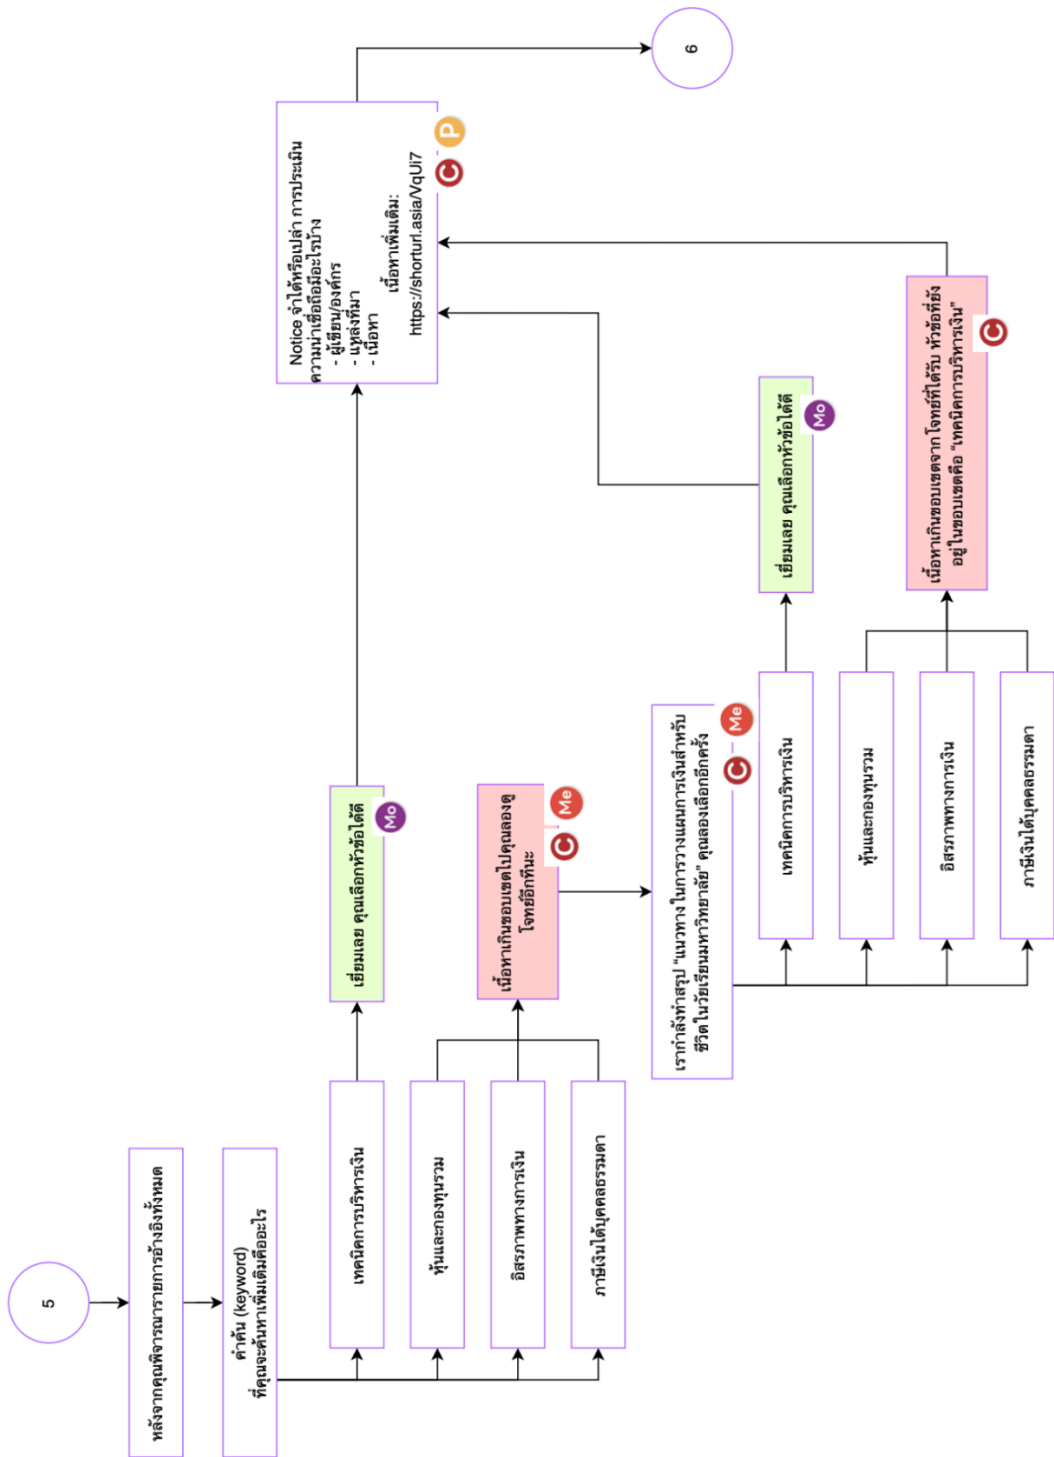 5
หลังจากคุณพิจารณารายการอ้างอิงทั้งหมด
คำค้น (keyword)
ที่คุณจะค้นหาเพิ่มเติมคืออะไร
เทคนิคการบริหารเงิน
หุ้นและกองทุนรวม
อิสรภาพทางการเงิน
ภาษีเงินได้บุคคลธรรมดา
เยี่ยมเลย คุณเลือกหัวข้อได้ดี
Mo
เนื้อหาเกินขอบเขตไปคุณลองดู
โจทย์อีกทีนะ
C
Me
เรากำลังทำสรุป "แนวทางในการวางแผนการเงินสำหรับ
ชีวิตในวัยเรียนมหาวิทยาลัย" คุณลองเลือกอีกครั้ง
C
Me
เทคนิคการบริหารเงิน
หุ้นและกองทุนรวม
อิสรภาพทางการเงิน
ภาษีเงินได้บุคคลธรรมดา
เยี่ยมเลย คุณเลือกหัวข้อได้ดี
Mo
เนื้อหาเกินขอบเขตจากโจทย์ที่ได้รับ หัวข้อที่ยัง
อยู่ในขอบเขตคือ "เทคนิคการบริหารเงิน"
C
Notice จำได้หรือเปล่า การประเมิน
ความน่าเชื่อถือมีอะไรบ้าง
- ผู้เขียน/องค์กร
- แหล่งที่มา
- เนื้อหา
เนื้อหาเพิ่มเติม:
https://shorturl.asia/VqUi7
C
P
6